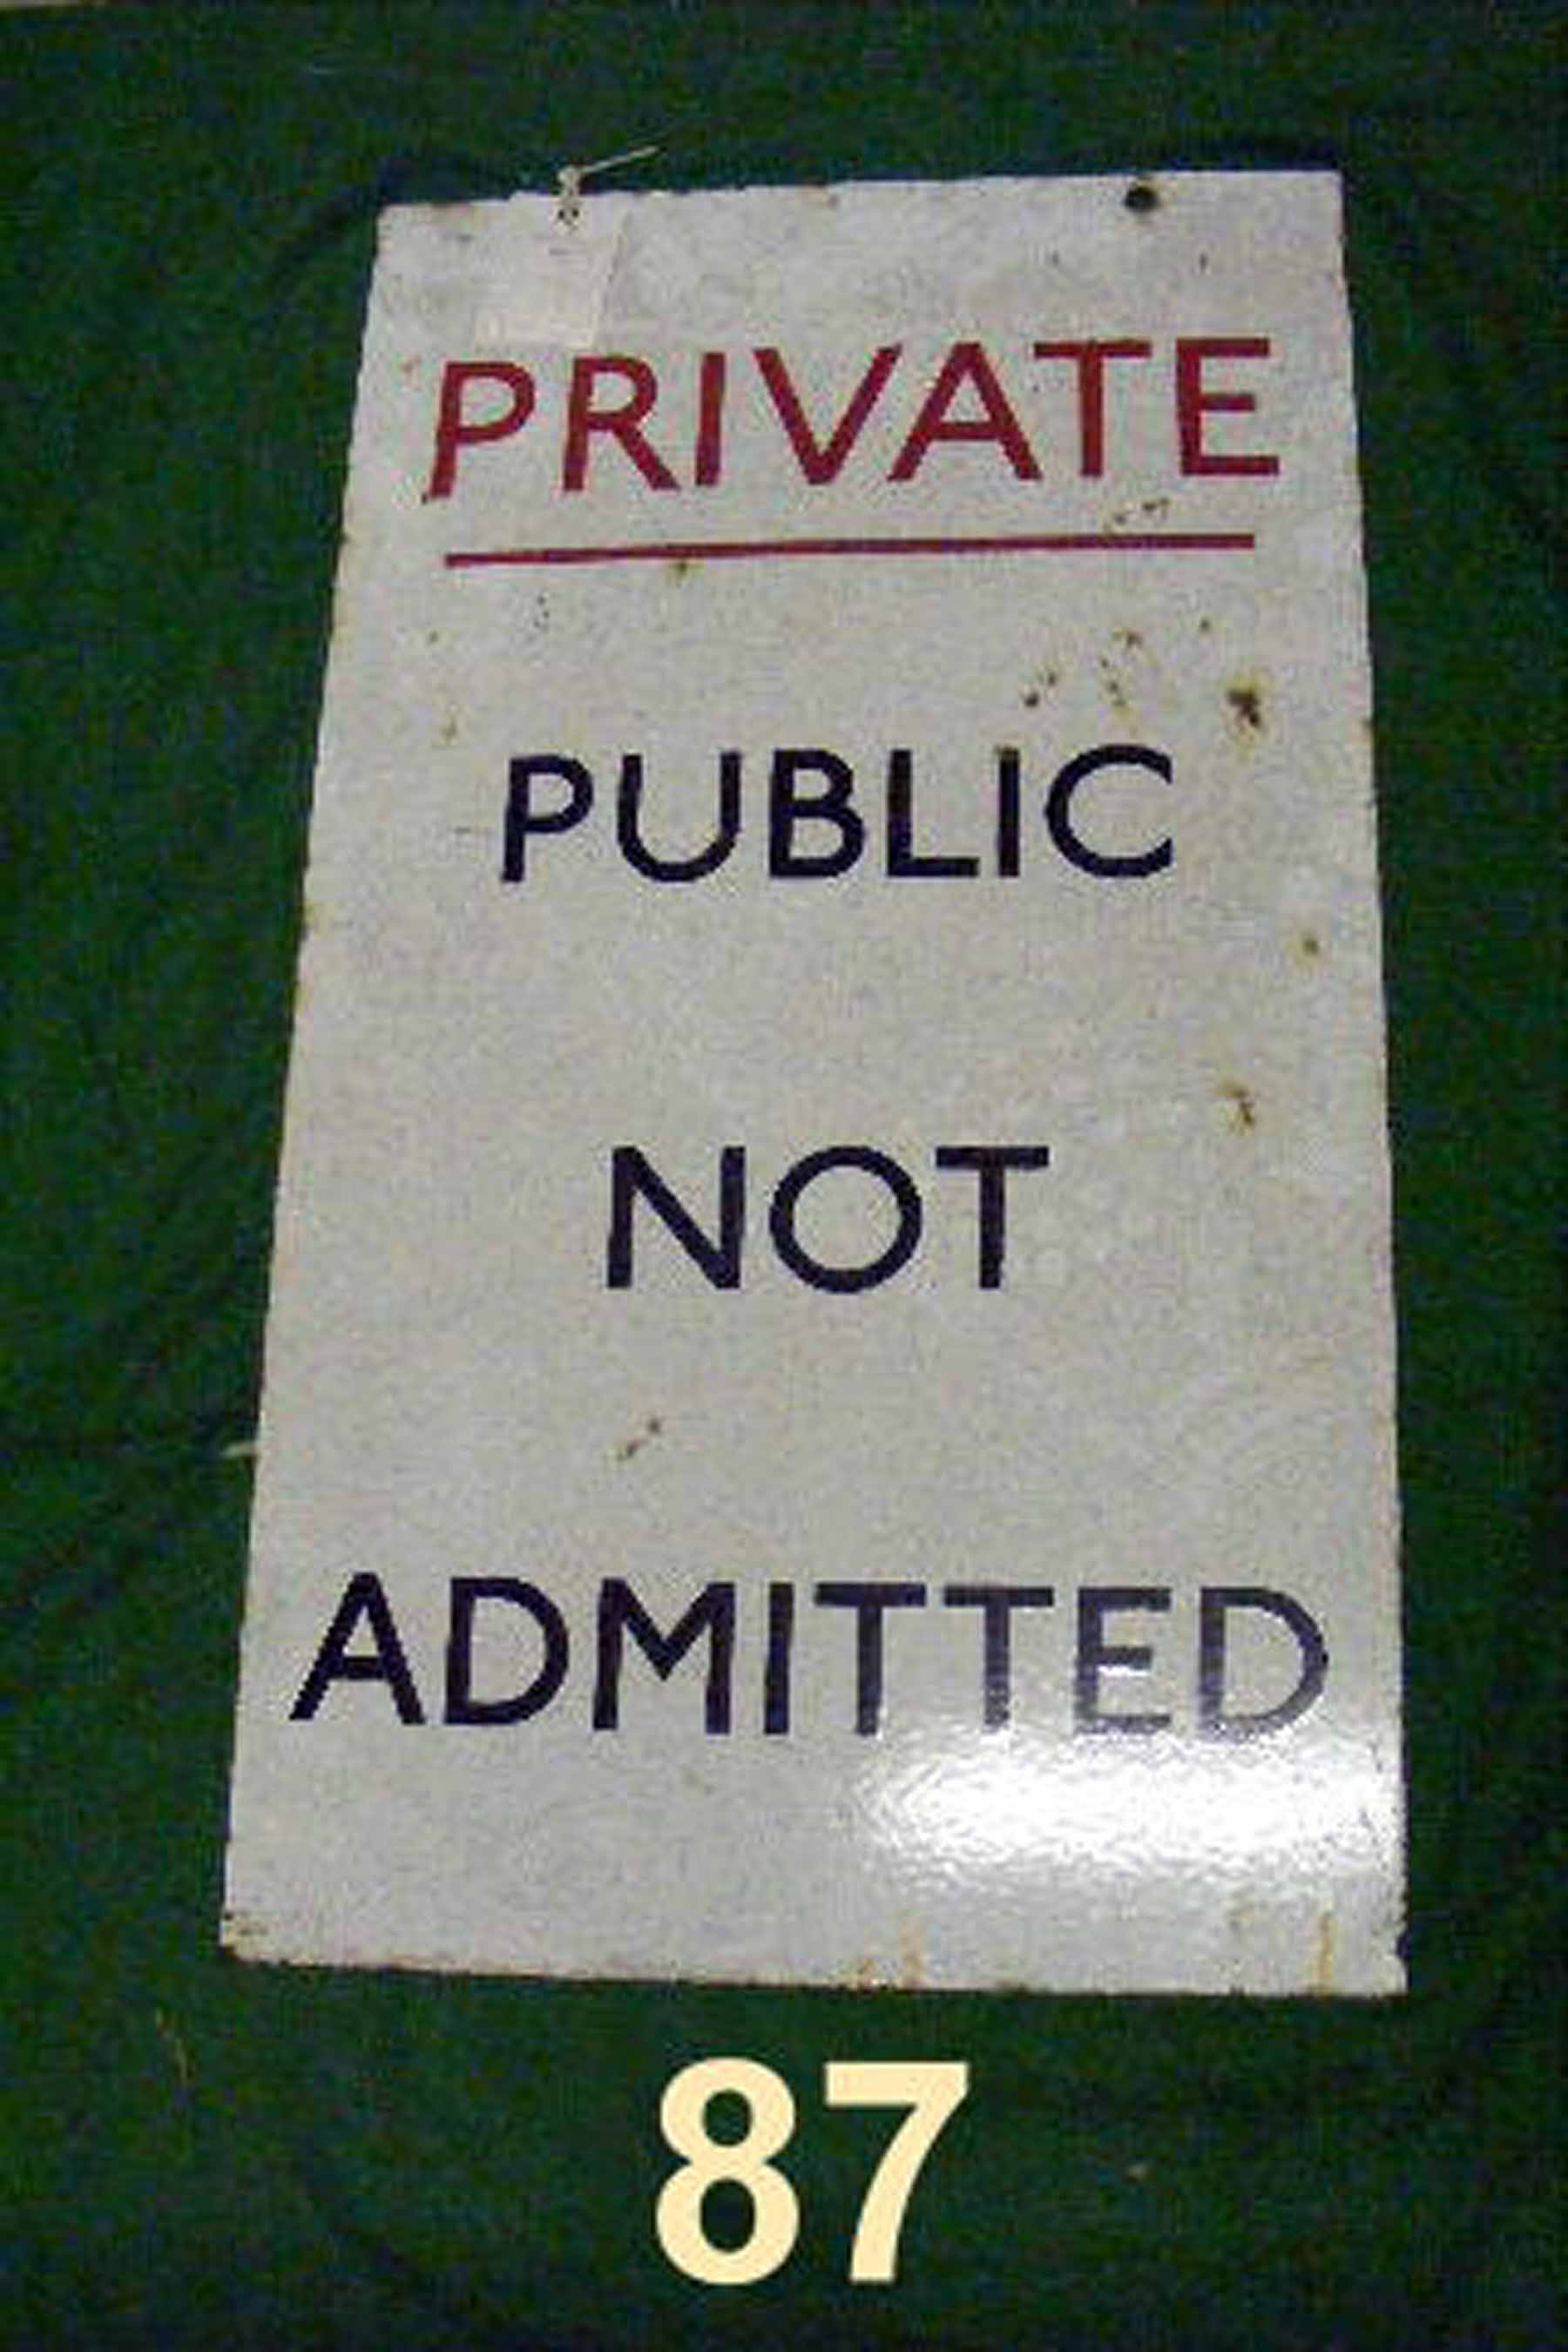 PRIVATE
PUBLIC
NOT
ADMITTED
87